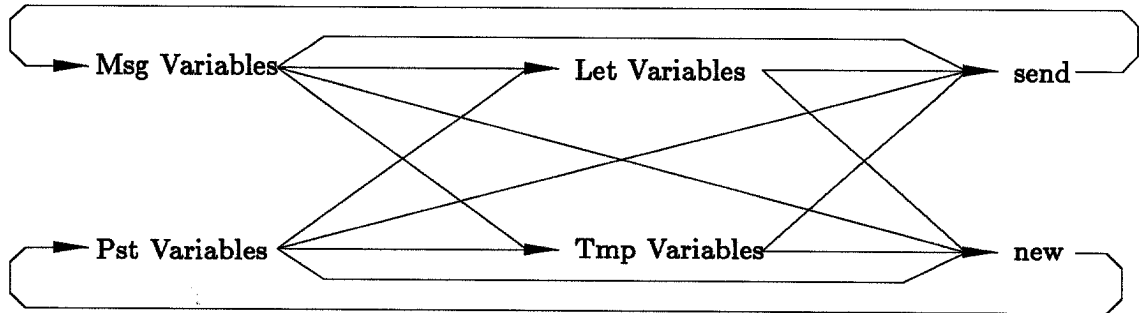 Msg Variables
Let Variables
send
Pst Variables
Tmp Variables
new